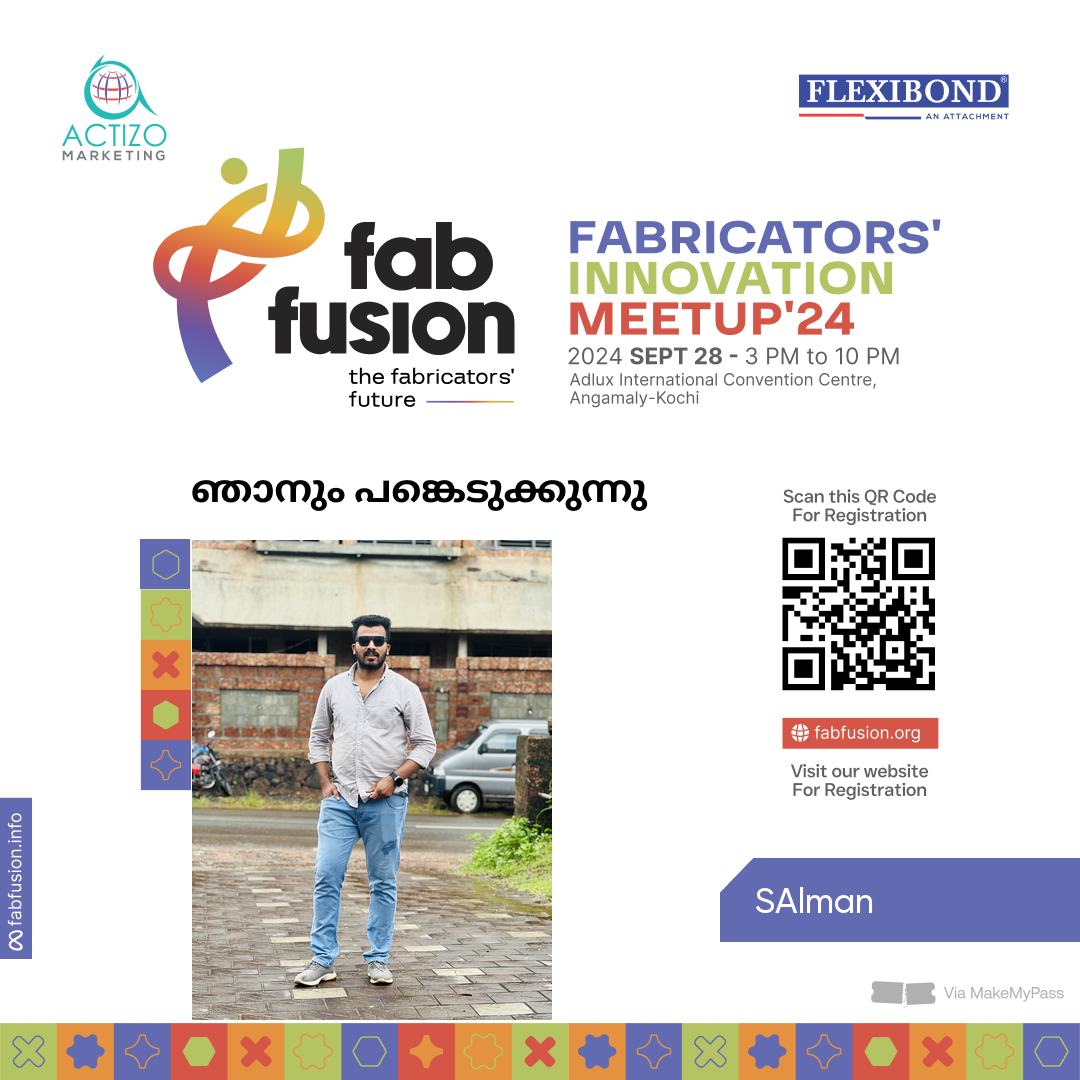 ACTIZO
MARKETING
FLEXIBOND®
AN ATTACHMENT
fab
fusion
the fabricators'
future
FABRICATORS'
INNOVATION
MEETUP'24
2024 SEPT 28 - 3 PM to 10 PM
Adlux International Convention Centre,
Angamaly-Kochi
ഞാനും പങ്കെടുക്കുന്നു
Scan this QR Code
For Registration
fabfusion.org
Visit our website
For Registration
fabfusion.info
SAlman
Via MakeMyPass